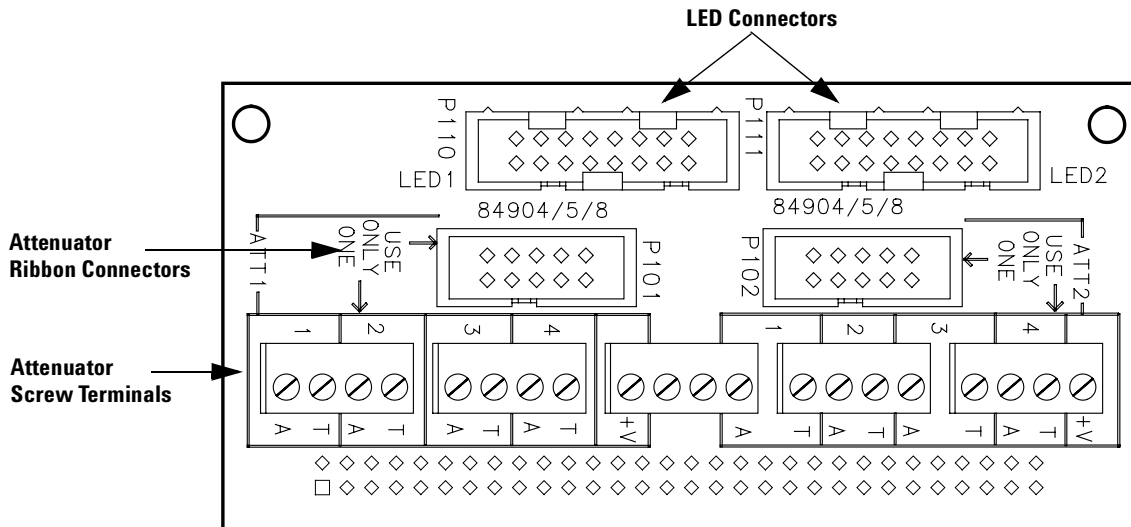 LED Connectors
P110
P111
LED1
LED2
84904/5/8
84904/5/8
Attenuator
Ribbon Connectors
ATT1
USE
ONLY
ONE
P101
P102
USE
ONLY
ONE
ATT2
1 2 3 4
1 2 3 4
Attenuator
Screw Terminals
A T A T A T A T +V
A T A T A T A T +V